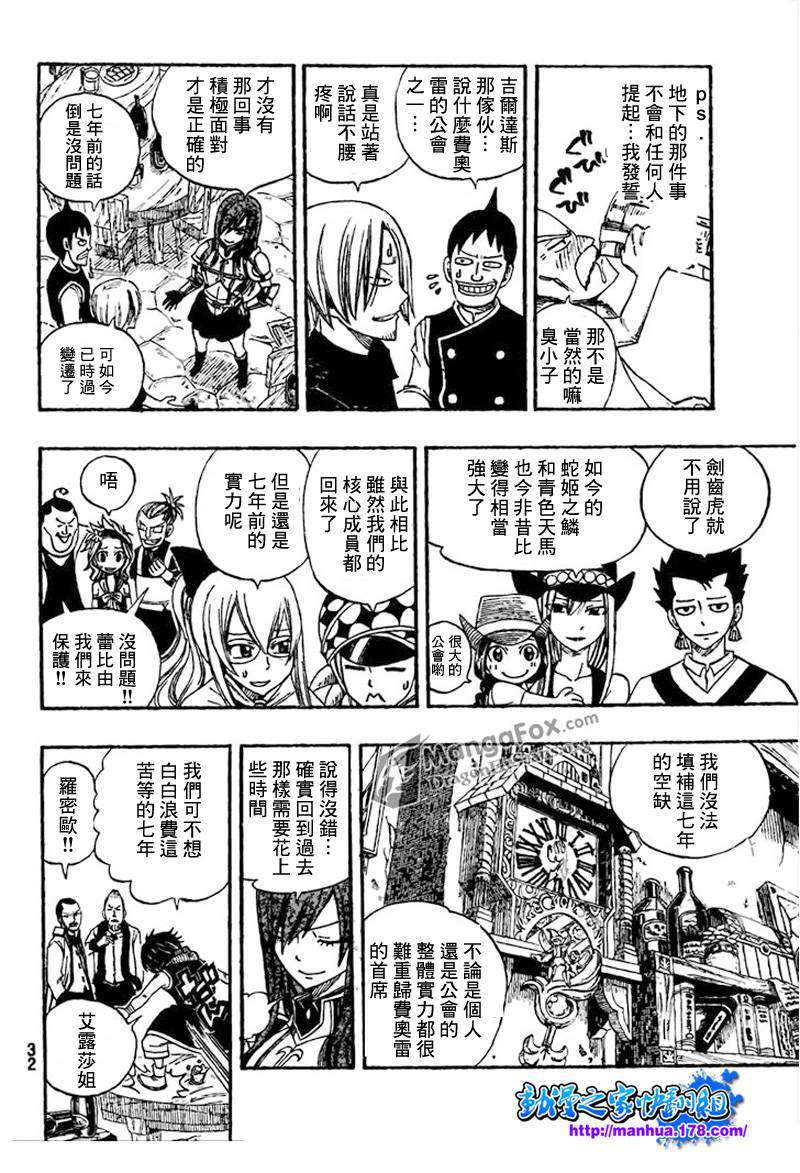 ps.
地下的那件事
不會和任何人
提起…我發誓
那不是
當然的嘛
臭小子
吉爾達斯
那傢伙…
說什麼費奧
雷的公會
之一…
真是站著
說話不腰
疼啊
才沒有
那回事
積極面對
才是正確的
七年前的話
倒是沒問題
可如今
已時過
變遷了
劍齒虎就
不用說了
如今的
蛇姬之鱗
和青色天馬
也今非昔比
變得相當
強大了
很大的
公會喲
與此相比
雖然我們的
核心成員都
回來了
但是還是
七年前的
實力呢
唔
沒問題!!
蕾比由
我們來
保護!!
我們沒法
填補這七年
的空缺
不論是個人
還是公會的
整體實力都很
難重歸費奧雷
的首席
說得沒錯…
確實回到過去
那樣需要花上
些時間
我們可不想
白白浪費這
苦等的七年
羅密歐!!
艾露莎姐
32
MangaFox.com
動漫之家快翻組
http://manhua.178.com/